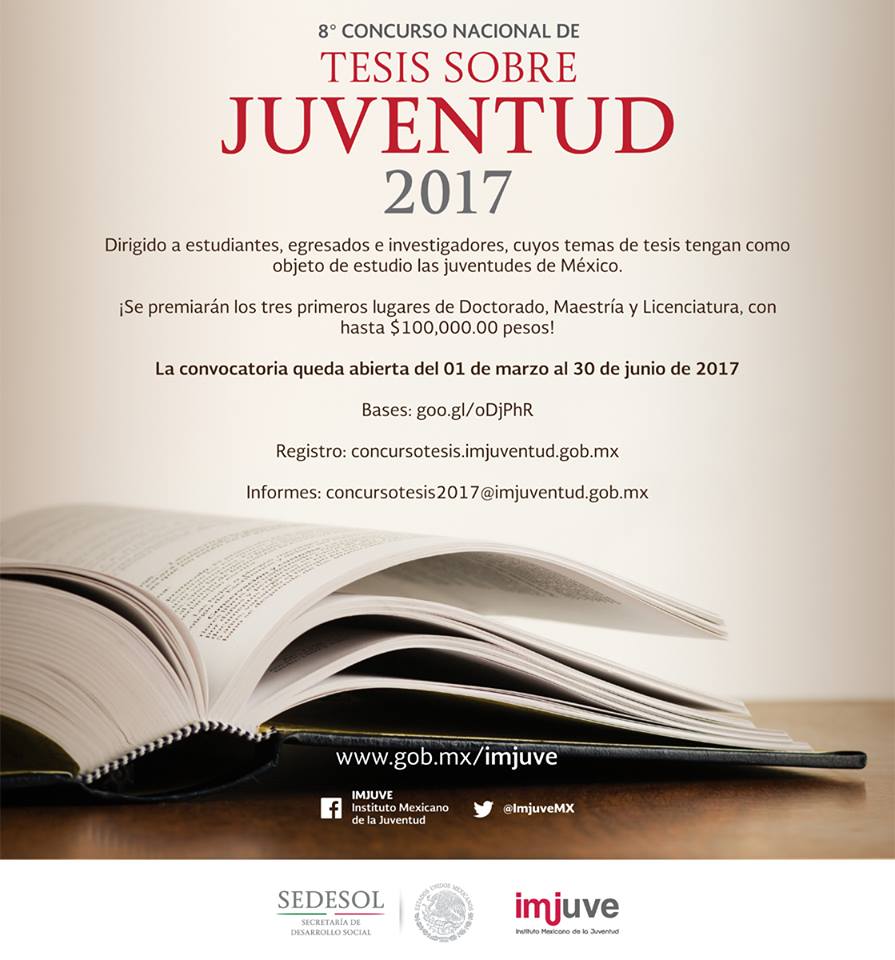 8° CONCURSO NACIONAL DE
TESIS SOBRE
JUVENTUD
2017
Dirigido a estudiantes, egresados e investigadores, cuyos temas de tesis tengan como
objeto de estudio las juventudes de México.
¡Se premiarán los tres primeros lugares de Doctorado, Maestría y Licenciatura, con
hasta $100,000.00 pesos!
La convocatoria queda abierta del 01 de marzo al 30 de junio de 2017
Bases: goo.gl/oDjPhR
Registro: concursotesis.imjuventud.gob.mx
Informes: concursotesis2017@imjuventud.gob.mx
www.gob.mx/imjuve
IMJUVE
Instituto Mexicano
de la Juventud
@ImjuveMX
SEDESOL
SECRETARÍA DE
DESARROLLO SOCIAL
ESTADOS UNIDOS MEXICANOS
imjuve
Instituto Mexicano de la Juventud